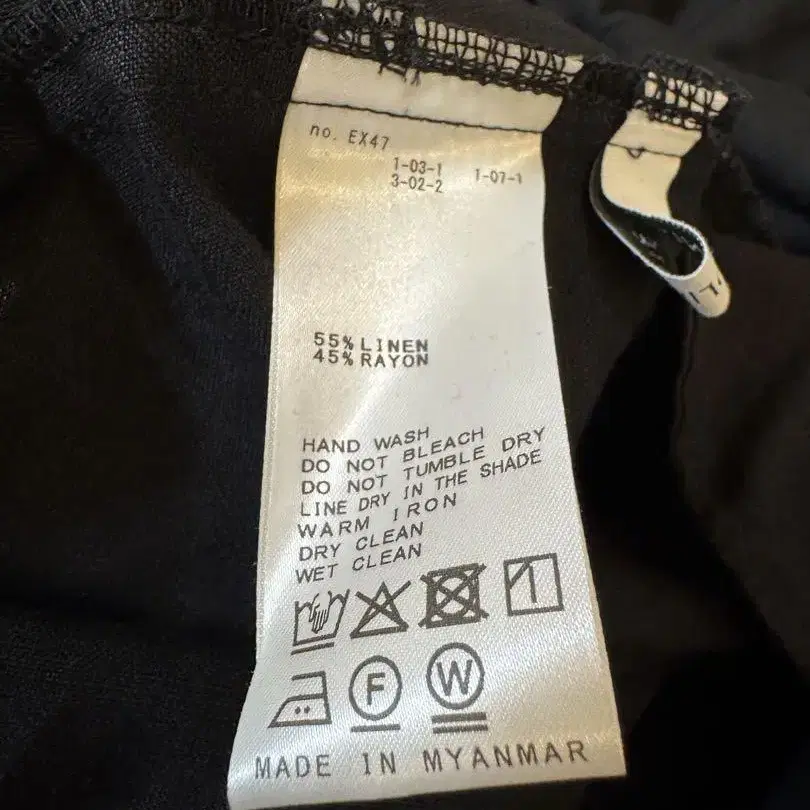 no. EX47
1-03-1 1-07-1
3-02-2
55% LINEN
45% RAYON
HAND WASH
DO NOT BLEACH
DO NOT TUMBLE DRY
LINE DRY IN THE SHADE
WARM IRON
DRY CLEAN
WET CLEAN
F W
MADE IN MYANMAR